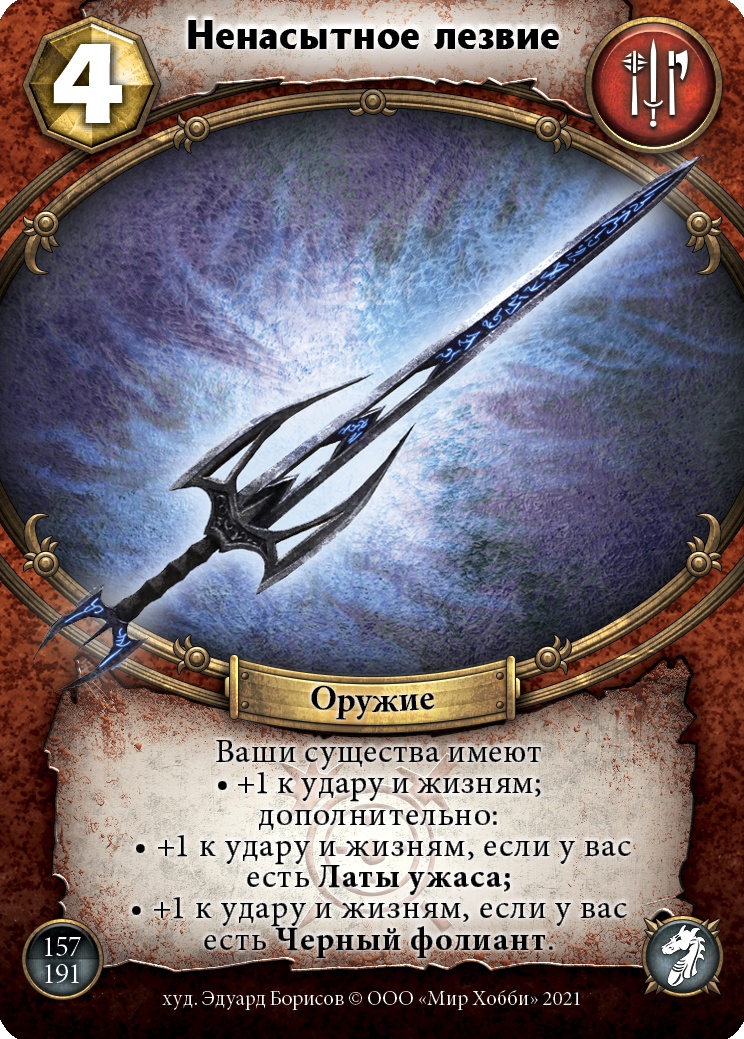 Ненасытное лезвие
4
Оружие
Ваши существа имеют
• +1 к удару и жизням;
дополнительно:
• +1 к удару и жизням, если у вас
есть Латы ужаса;
• +1 к удару и жизням, если у вас
есть Черный фолиант.
157
191
худ. Эдуард Борисов © ООО «Мир Хобби» 2021